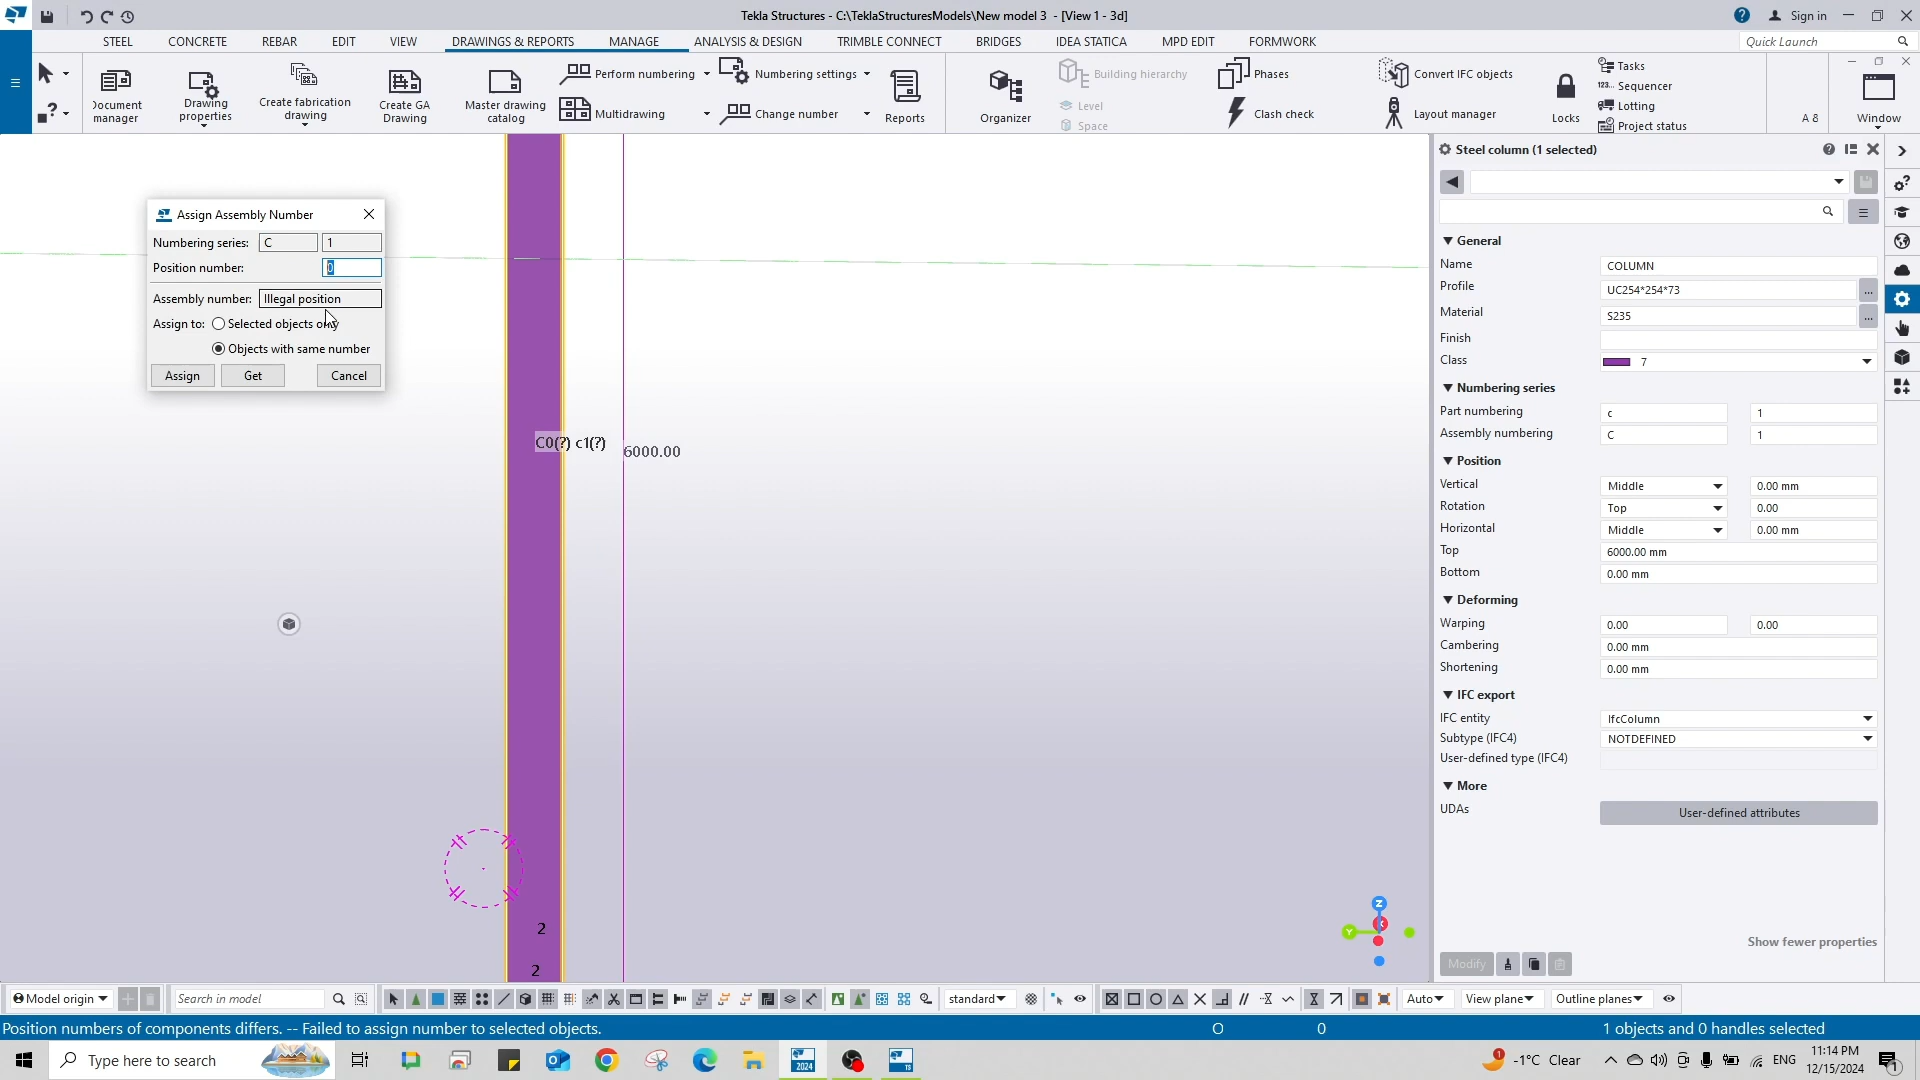 Tekla Structures - C:\TeklaStructuresModels\New model 3 - [View 1 - 3d]
Sign in
STEEL CONCRETE REBAR EDIT VIEW DRAWINGS & REPORTS MANAGE ANALYSIS & DESIGN TRIMBLE CONNECT BRIDGES IDEA STATICA MPD EDIT FORMWORK
Quick Launch
Document manager
Drawing properties
Create fabrication drawing
Create GA Drawing
Master drawing catalog
Perform numbering
Multidrawing
Numbering settings
Change number
Reports
Organizer
Building hierarchy
Level
Space
Phases
Clash check
Convert IFC objects
Layout manager
Locks
Tasks
Sequencer
Lotting
Project status
A 8
Window
Assign Assembly Number
Numbering series: C 1
Position number: 0
Assembly number: Illegal position
Assign to: Selected objects only
Objects with same number
Assign Get Cancel
C0(?) c1(?)
6000.00
2
2
Z
Y
Steel column (1 selected)
General
Name COLUMN
Profile UC254*254*73 ...
Material S235 ...
Finish
Class 7
Numbering series
Part numbering c 1
Assembly numbering C 1
Position
Vertical Middle 0.00 mm
Rotation Top 0.00
Horizontal Middle 0.00 mm
Top 6000.00 mm
Bottom 0.00 mm
Deforming
Warping 0.00 0.00
Cambering 0.00 mm
Shortening 0.00 mm
IFC export
IFC entity IfcColumn
Subtype (IFC4) NOTDEFINED
User-defined type (IFC4)
More
UDAs User-defined attributes
Show fewer properties
Modify
Model origin Search in model standard Auto View plane Outline planes
Position numbers of components differs. -- Failed to assign number to selected objects. O 0 1 objects and 0 handles selected
Type here to search
2024
TS
1
-1°C Clear
ENG
11:14 PM
12/15/2024
1